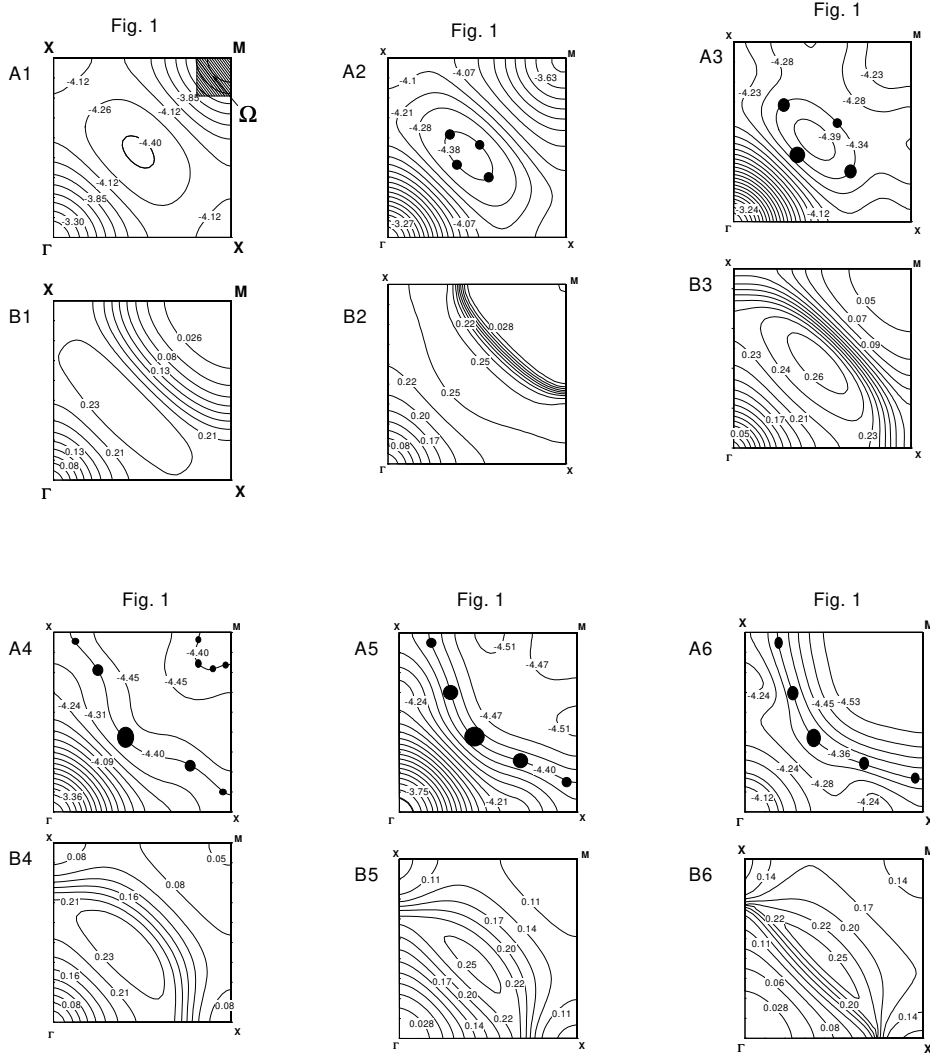 Fig. 1
Fig. 1
Fig. 1
A1
X
M
-4.12
-3.85
-4.26
-4.12
Ω
-4.40
-4.12
-3.85
-4.12
-3.30
Γ
X
A2
X
M
-4.07
-4.1
-3.63
-4.21
-4.28
-4.38
-3.27
-4.07
Γ
X
A3
X
M
-4.28
-4.23
-4.23
-4.28
-4.39
-4.34
-3.24
-4.12
Γ
X
B1
X
M
0.026
0.08
0.13
0.23
0.21
0.13
0.21
0.08
Γ
X
B2
X
M
0.22
0.028
0.25
0.22
0.25
0.20
0.17
0.08
Γ
X
B3
X
M
0.05
0.07
0.09
0.23
0.24
0.26
0.17
0.21
0.05
0.23
Γ
X
Fig. 1
Fig. 1
Fig. 1
A4
X
M
-4.40
-4.45
-4.45
-4.24
-4.31
-4.40
-4.09
-3.36
Γ
X
A5
X
M
-4.51
-4.47
-4.24
-4.47
-4.51
-4.40
-3.75
-4.21
Γ
X
A6
X
M
-4.24
-4.45
-4.53
-4.36
-4.24
-4.28
-4.12
-4.24
Γ
X
B4
X
M
0.08
0.05
0.08
0.21
0.16
0.23
0.16
0.21
0.08
0.08
Γ
X
B5
X
M
0.11
0.11
0.17
0.14
0.20
0.25
0.17
0.22
0.20
0.028
0.22
0.14
0.11
Γ
X
B6
X
M
0.14
0.14
0.17
0.22
0.22
0.20
0.11
0.25
0.06
0.20
0.08
0.14
Γ
X